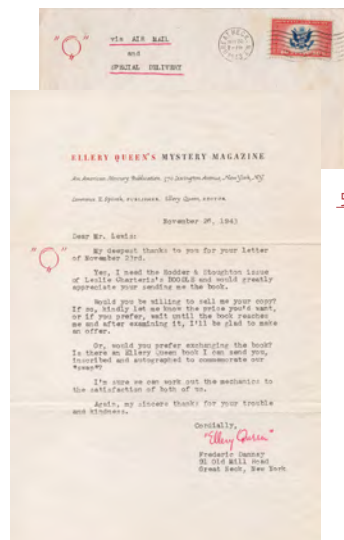 via AIR MAIL
and
SPECIAL DELIVERY
ELLERY QUEEN'S MYSTERY MAGAZINE
An American Mercury Publication 570 Lexington Avenue, New York, NY
Lawrence E. Spivak, PUBLISHER Ellery Queen, EDITOR
November 26, 1943
Dear Mr. Lewis:
My deepest thanks to you for your letter
of November 23rd.
Yes, I need the Hodder & Stoughton issue
of Leslie Charteris's BOODLE and would greatly
appreciate your sending me the book.
Would you be willing to sell me your copy?
If so, kindly let me know the price you'd want,
or if you prefer, wait until the book reaches
me and after examining it, I'll be glad to make
an offer.
Or, would you prefer exchanging the book?
Is there an Ellery Queen book I can send you,
inscribed and autographed to commemorate our
"swap"?
I'm sure we can work out the mechanics to
the satisfaction of both of us.
Again, my sincere thanks for your trouble
and kindness.
Cordially,
"Ellery Queen"
Frederic Dannay
91 Old Mill Road
Great Neck, New York